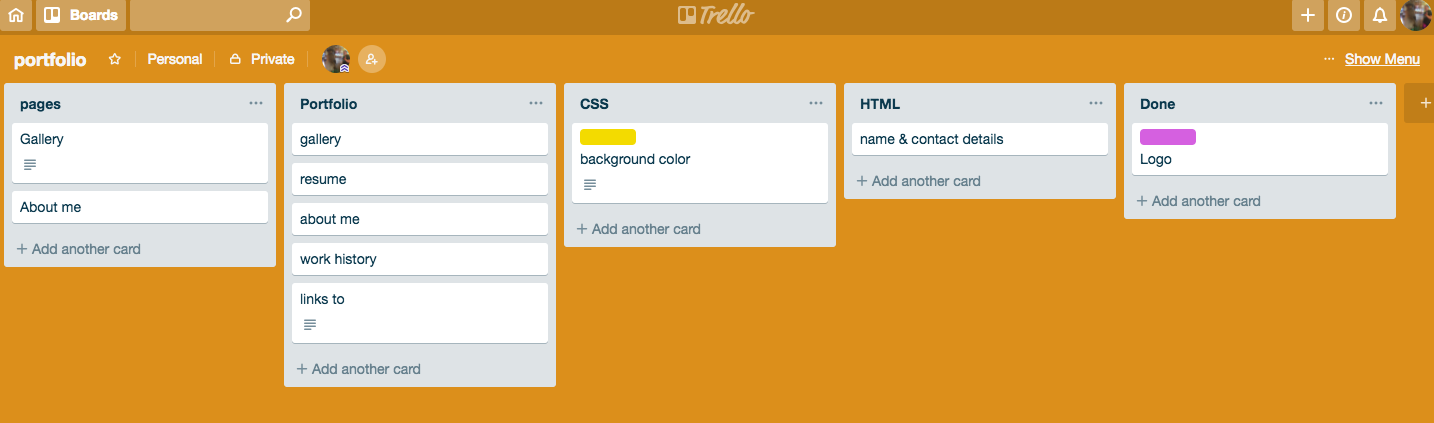 Boards
Trello
portfolio
Personal
Private
... Show Menu
pages
Gallery
About me
+ Add another card
Portfolio
gallery
resume
about me
work history
links to
+ Add another card
CSS
background color
+ Add another card
HTML
name & contact details
+ Add another card
Done
Logo
+ Add another card